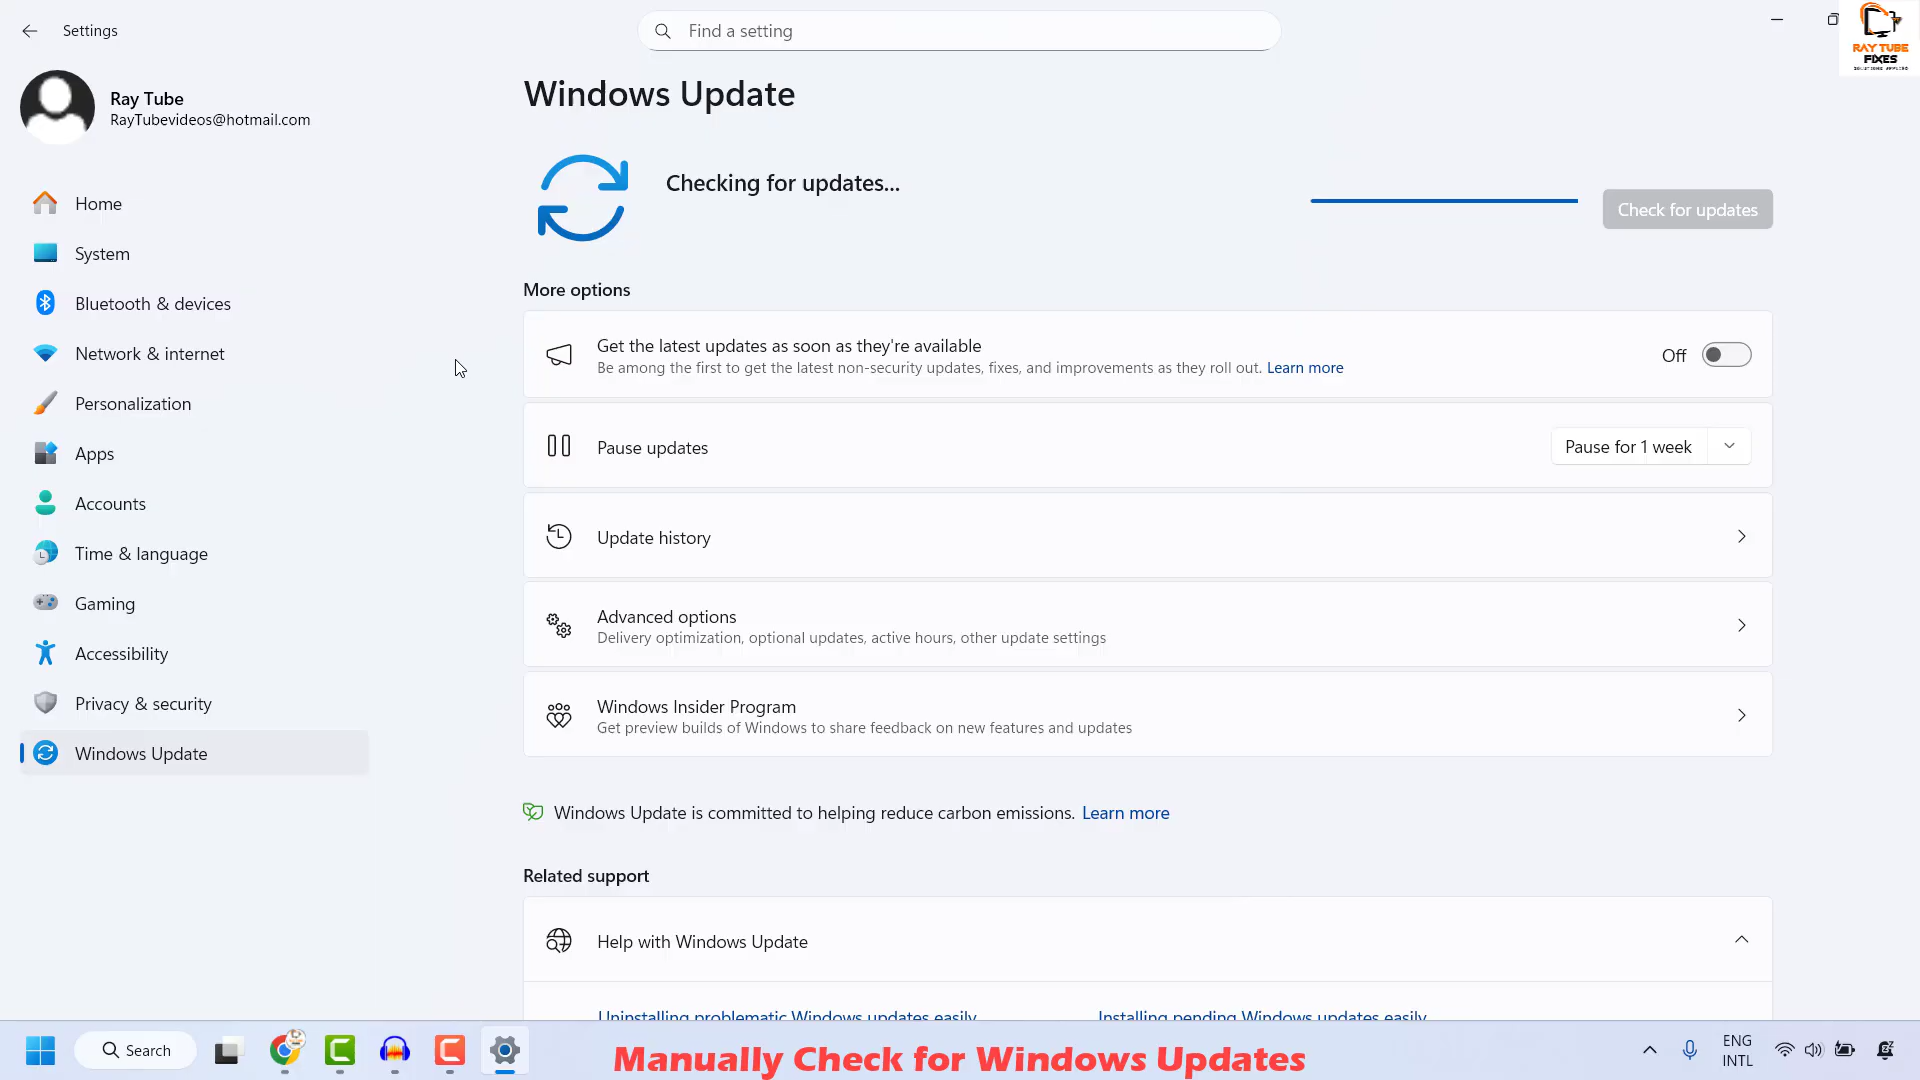 Settings
Find a setting
RAY TUBE
FIXES
Ray Tube
RayTubevideos@hotmail.com
Home
System
Bluetooth & devices
Network & internet
Personalization
Apps
Accounts
Time & language
Gaming
Accessibility
Privacy & security
Windows Update
Windows Update
Checking for updates...
Check for updates
More options
Get the latest updates as soon as they're available
Be among the first to get the latest non-security updates, fixes, and improvements as they roll out. Learn more
Off
Pause updates
Pause for 1 week
Update history
Advanced options
Delivery optimization, optional updates, active hours, other update settings
Windows Insider Program
Get preview builds of Windows to share feedback on new features and updates
Windows Update is committed to helping reduce carbon emissions. Learn more
Related support
Help with Windows Update
Uninstalling problematic Windows updates easily
Installing pending Windows updates easily
Search
Manually Check for Windows Updates
ENG
INTL